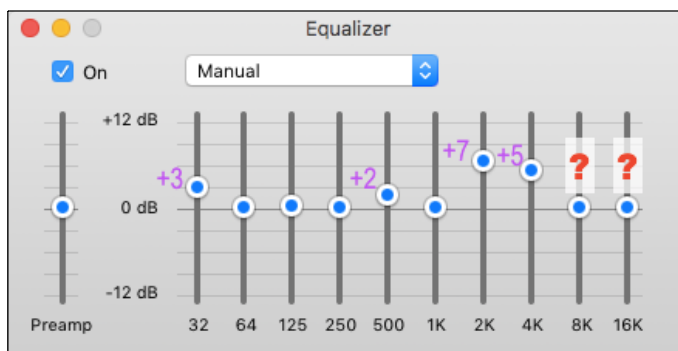 Equalizer
On
Manual
+12 dB
+3
+2
+7
+5
?
?
0 dB
-12 dB
Preamp 32 64 125 250 500 1K 2K 4K 8K 16K